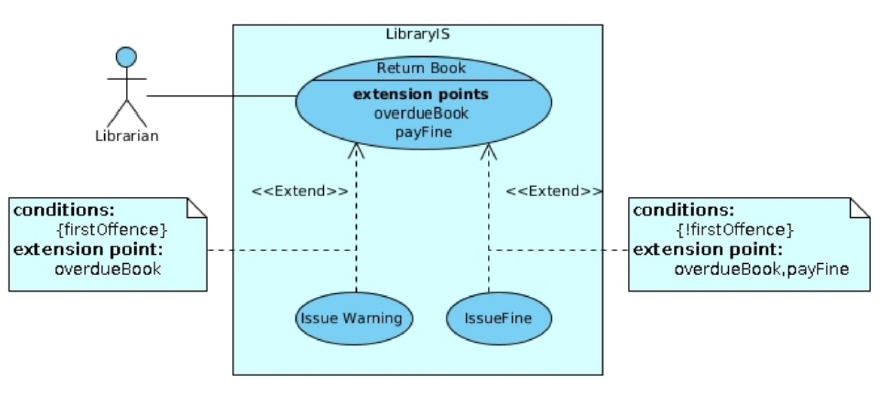 LibraryIS
Return Book
extension points
overdueBook
payFine
Librarian
<<Extend>>
<<Extend>>
conditions:
{firstOffence}
extension point:
overdueBook
conditions:
{!firstOffence}
extension point:
overdueBook,payFine
Issue Warning
IssueFine